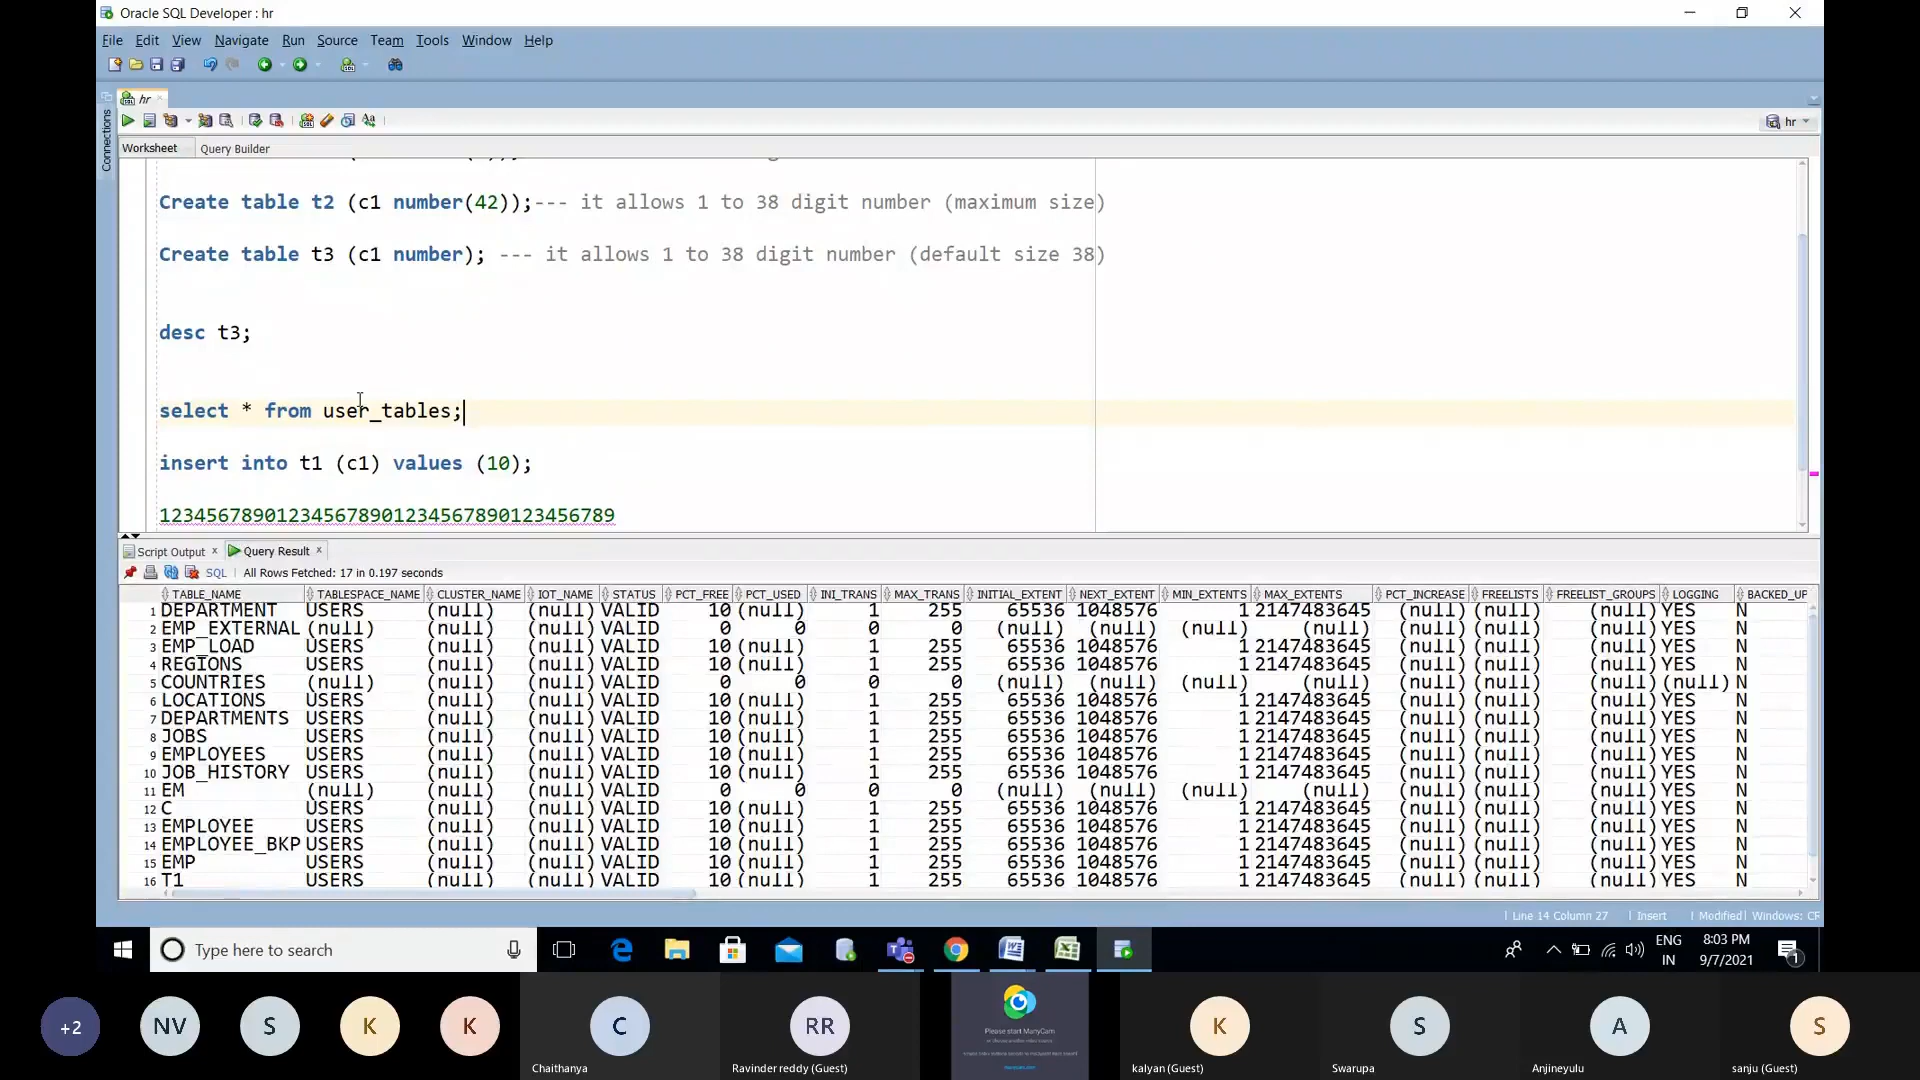 Oracle SQL Developer : hr
File Edit View Navigate Run Source Team Tools Window Help
Connections
hr
hr
Worksheet Query Builder
Create table t2 (c1 number(42));--- it allows 1 to 38 digit number (maximum size)
Create table t3 (c1 number); --- it allows 1 to 38 digit number (default size 38)
desc t3;
select * from user_tables;
insert into t1 (c1) values (10);
123456789012345678901234567890123456789
Script Output × Query Result ×
SQL | All Rows Fetched: 17 in 0.197 seconds
TABLE_NAME TABLESPACE_NAME CLUSTER_NAME IOT_NAME STATUS PCT_FREE PCT_USED INI_TRANS MAX_TRANS INITIAL_EXTENT NEXT_EXTENT MIN_EXTENTS MAX_EXTENTS PCT_INCREASE FREELISTS FREELIST_GROUPS LOGGING BACKED_UP
1 DEPARTMENT USERS (null) (null) VALID 10 (null) 1 255 65536 1048576 1 2147483645 (null) (null) (null) YES N
2 EMP_EXTERNAL (null) (null) (null) VALID 0 0 0 0 (null) (null) (null) (null) (null) (null) (null) YES N
3 EMP_LOAD USERS (null) (null) VALID 10 (null) 1 255 65536 1048576 1 2147483645 (null) (null) (null) YES N
4 REGIONS USERS (null) (null) VALID 10 (null) 1 255 65536 1048576 1 2147483645 (null) (null) (null) YES N
5 COUNTRIES (null) (null) (null) VALID 0 0 0 0 (null) (null) (null) (null) (null) (null) (null) (null) N
6 LOCATIONS USERS (null) (null) VALID 10 (null) 1 255 65536 1048576 1 2147483645 (null) (null) (null) YES N
7 DEPARTMENTS USERS (null) (null) VALID 10 (null) 1 255 65536 1048576 1 2147483645 (null) (null) (null) YES N
8 JOBS USERS (null) (null) VALID 10 (null) 1 255 65536 1048576 1 2147483645 (null) (null) (null) YES N
9 EMPLOYEES USERS (null) (null) VALID 10 (null) 1 255 65536 1048576 1 2147483645 (null) (null) (null) YES N
10 JOB_HISTORY USERS (null) (null) VALID 10 (null) 1 255 65536 1048576 1 2147483645 (null) (null) (null) YES N
11 EM (null) (null) (null) VALID 0 0 0 0 (null) (null) (null) (null) (null) (null) (null) YES N
12 C USERS (null) (null) VALID 10 (null) 1 255 65536 1048576 1 2147483645 (null) (null) (null) YES N
13 EMPLOYEE USERS (null) (null) VALID 10 (null) 1 255 65536 1048576 1 2147483645 (null) (null) (null) YES N
14 EMPLOYEE_BKP USERS (null) (null) VALID 10 (null) 1 255 65536 1048576 1 2147483645 (null) (null) (null) YES N
15 EMP USERS (null) (null) VALID 10 (null) 1 255 65536 1048576 1 2147483645 (null) (null) (null) YES N
16 T1 USERS (null) (null) VALID 10 (null) 1 255 65536 1048576 1 2147483645 (null) (null) (null) YES N
| Line 14 Column 27 | Insert | Modified | Windows: CR
Type here to search
ENG 8:03 PM
IN 9/7/2021
1
+2 NV S K K C RR K S A S
Please start ManyCam
Chaithanya Ravinder reddy (Guest) kalyan (Guest) Swarupa Anjineyulu sanju (Guest)